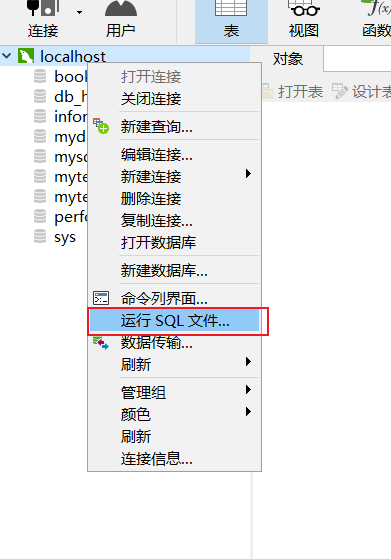 连接
用户
表
视图
函数
localhost
对象
book
db_h
infor
mydl
mysc
myte
myte
perfo
sys
打开连接
关闭连接
新建查询...
编辑连接...
新建连接
删除连接
复制连接...
打开数据库
新建数据库...
命令列界面...
运行 SQL 文件...
数据传输...
刷新
管理组
颜色
刷新
连接信息...
打开表
设计表